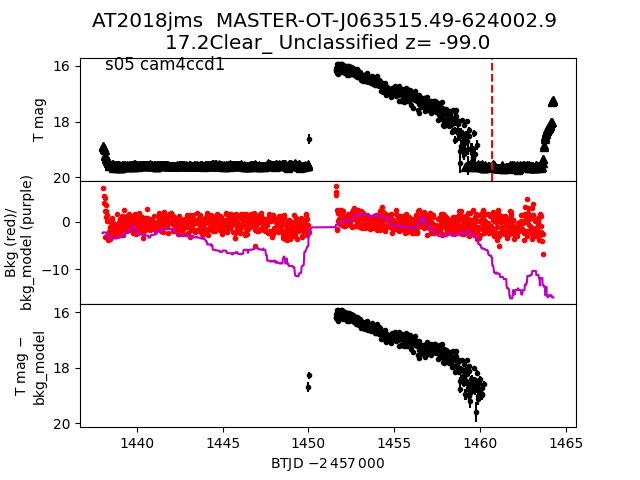 AT2018jms  MASTER-OT-J063515.49-624002.9
17.2Clear_ Unclassified z= -99.0
s05 cam4ccd1
T mag
16
18
20
Bkg (red)/
bkg_model (purple)
0
−10
T mag −
bkg_model
16
18
20
1440
1445
1450
1455
1460
1465
BTJD −2 457 000